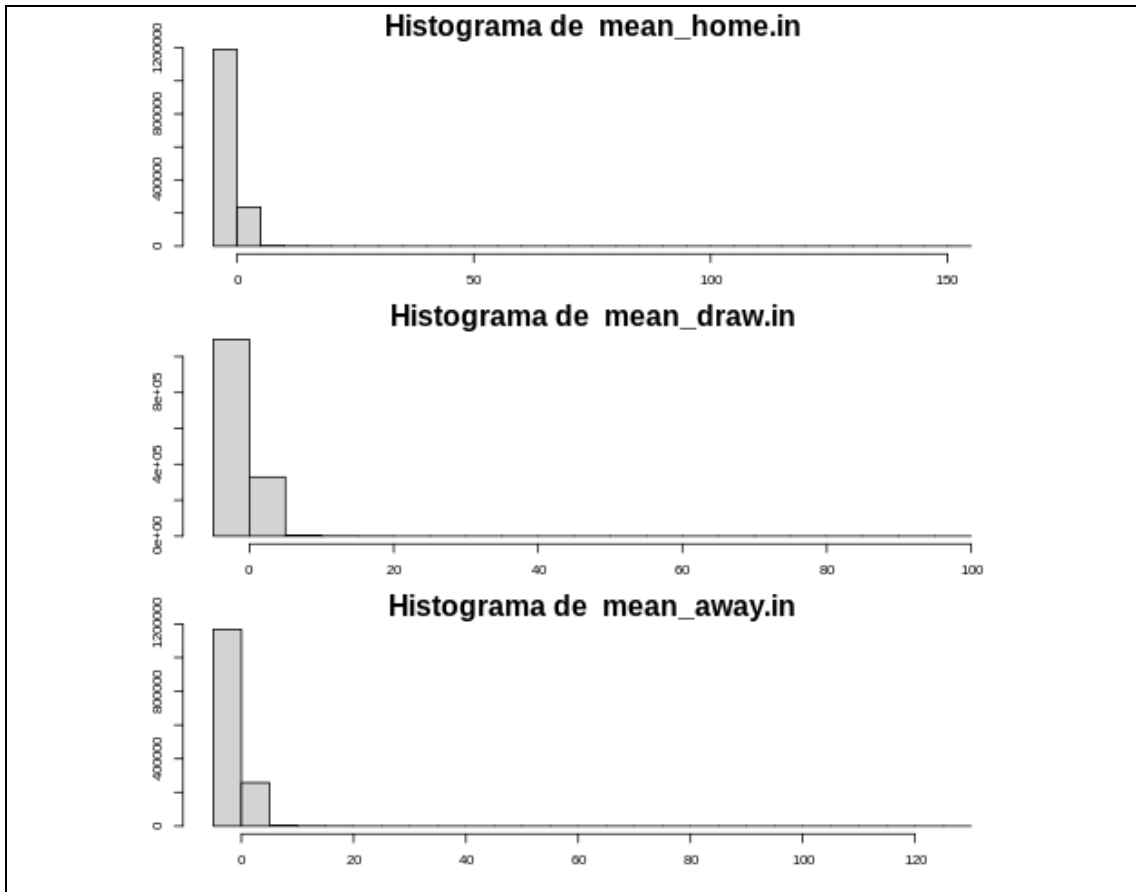 Histograma de  mean_home.in
1200000
800000
400000
0
0 50 100 150
Histograma de  mean_draw.in
8e+05
4e+05
0e+00
0 20 40 60 80 100
Histograma de  mean_away.in
1200000
800000
400000
0
0 20 40 60 80 100 120